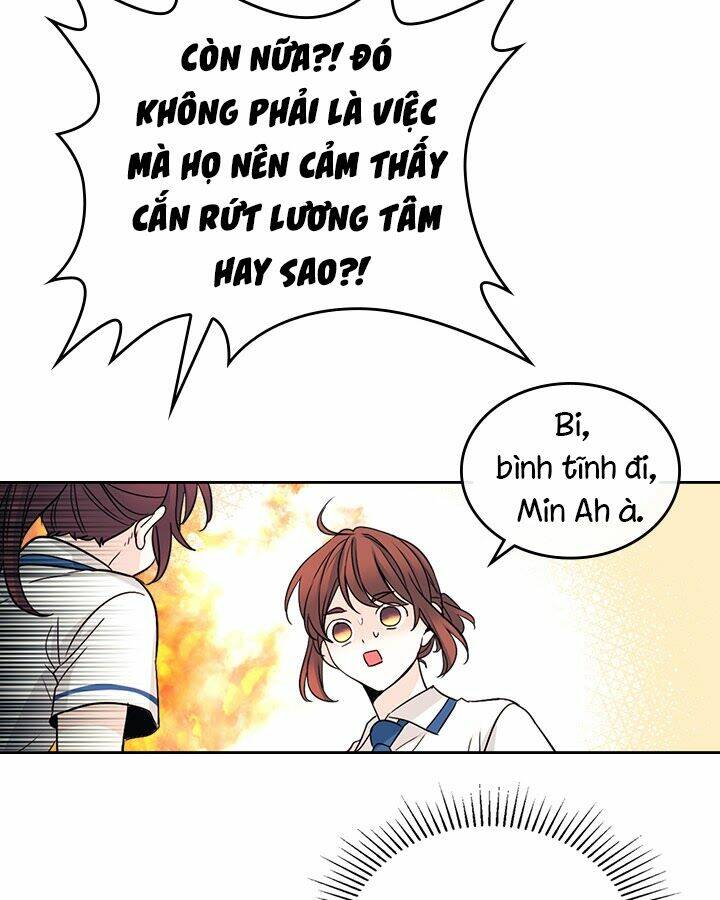 CÒN NỮA?! ĐÓ
KHÔNG PHẢI LÀ VIỆC
MÀ HỌ NÊN CẢM THẤY
CẮN RỨT LƯƠNG TÂM
HAY SAO?!
Bi,
bình tĩnh đi,
Min Ah à.